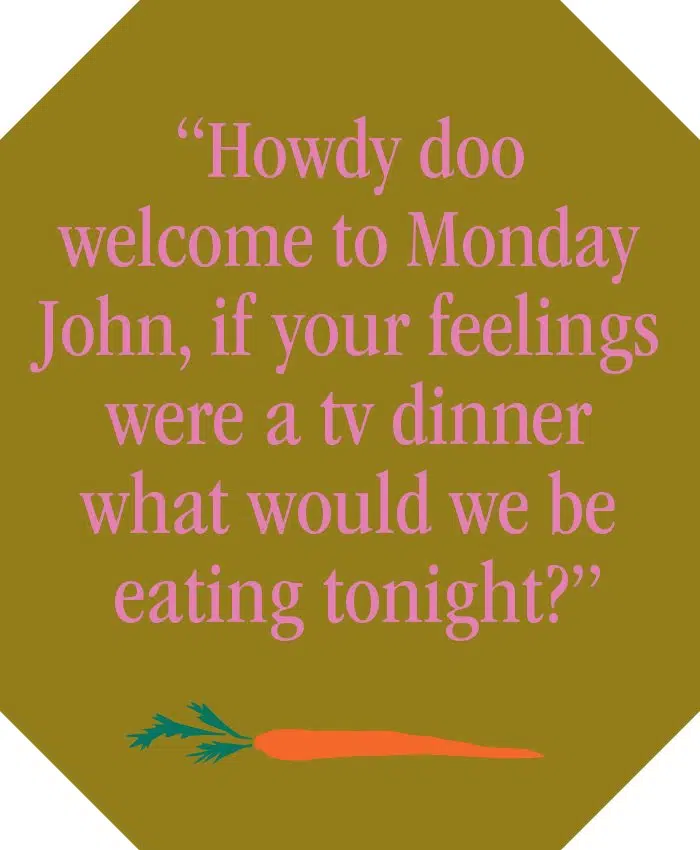 “Howdy doo
welcome to Monday
John, if your feelings
were a tv dinner
what would we be
eating tonight?”